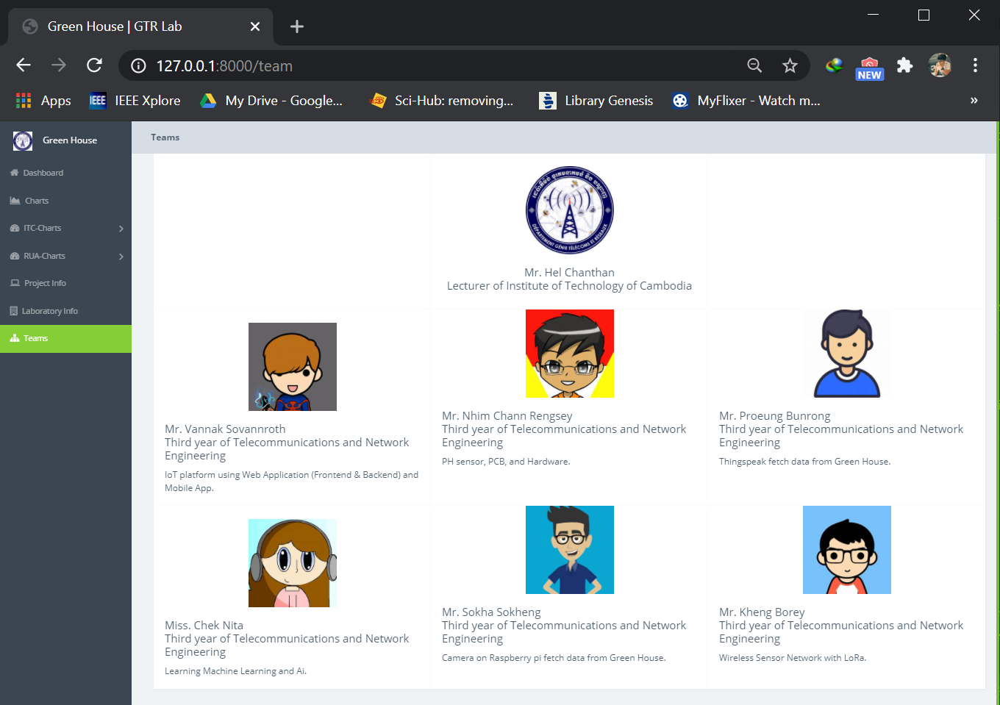 Green House | GTR Lab
127.0.0.1:8000/team
NEW
Apps
IEEE
IEEE Xplore
My Drive - Google...
Sci-Hub: removing...
Library Genesis
MyFlixer - Watch m...
»
Green House
Teams
Dashboard
Charts
ITC-Charts
RUA-Charts
Project Info
Laboratory Info
Teams
DÉPARTEMENT GÉNIE TÉLÉCOMS ET RÉSEAUX
Mr. Hel Chanthan
Lecturer of Institute of Technology of Cambodia
Mr. Vannak Sovannroth
Third year of Telecommunications and Network
Engineering
IoT platform using Web Application (Frontend & Backend) and
Mobile App.
Mr. Nhim Chann Rengsey
Third year of Telecommunications and Network
Engineering
PH sensor, PCB, and Hardware.
Mr. Proeung Bunrong
Third year of Telecommunications and Network
Engineering
Thingspeak fetch data from Green House.
Miss. Chek Nita
Third year of Telecommunications and Network
Engineering
Learning Machine Learning and Ai.
Mr. Sokha Sokheng
Third year of Telecommunications and Network
Engineering
Camera on Raspberry pi fetch data from Green House.
Mr. Kheng Borey
Third year of Telecommunications and Network
Engineering
Wireless Sensor Network with LoRa.